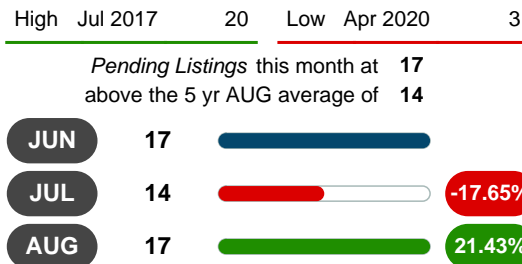 High Jul 2017 20 Low Apr 2020 3
Pending Listings this month at 17
above the 5 yr AUG average of 14
JUN 17
JUL 14 -17.65%
AUG 17 21.43%